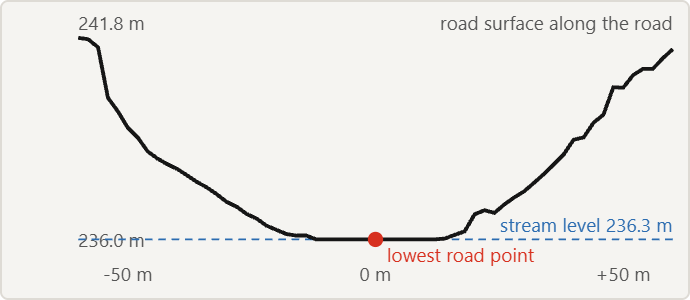 241.8 m
road surface along the road
stream level 236.3 m
236.0 m
lowest road point
-50 m
0 m
+50 m